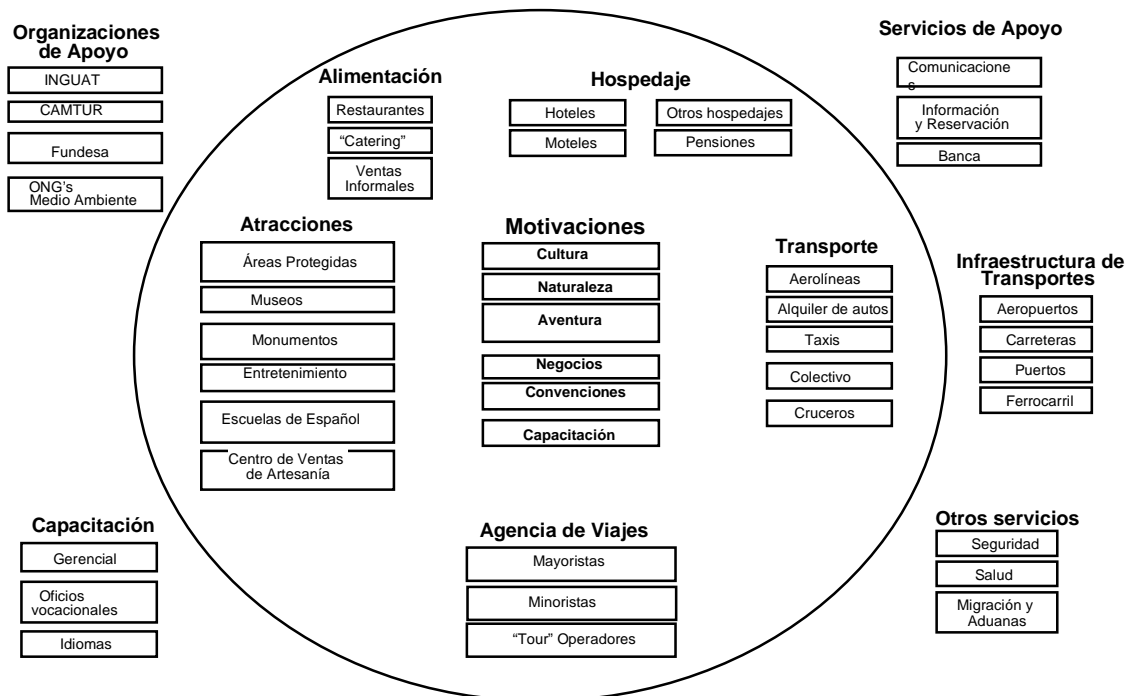 Organizaciones
de Apoyo
INGUAT
CAMTUR
Fundesa
ONG's
Medio Ambiente
Alimentación
Restaurantes
“Catering”
Ventas
Informales
Hospedaje
Hoteles
Otros hospedajes
Moteles
Pensiones
Servicios de Apoyo
Comunicacione
s
Información
y Reservación
Banca
Atracciones
Áreas Protegidas
Museos
Monumentos
Entretenimiento
Escuelas de Español
Centro de Ventas
de Artesanía
Motivaciones
Cultura
Naturaleza
Aventura
Negocios
Convenciones
Capacitación
Transporte
Aerolíneas
Alquiler de autos
Taxis
Colectivo
Cruceros
Infraestructura de
Transportes
Aeropuertos
Carreteras
Puertos
Ferrocarril
Capacitación
Gerencial
Oficios
vocacionales
Idiomas
Agencia de Viajes
Mayoristas
Minoristas
“Tour” Operadores
Otros servicios
Seguridad
Salud
Migración y
Aduanas